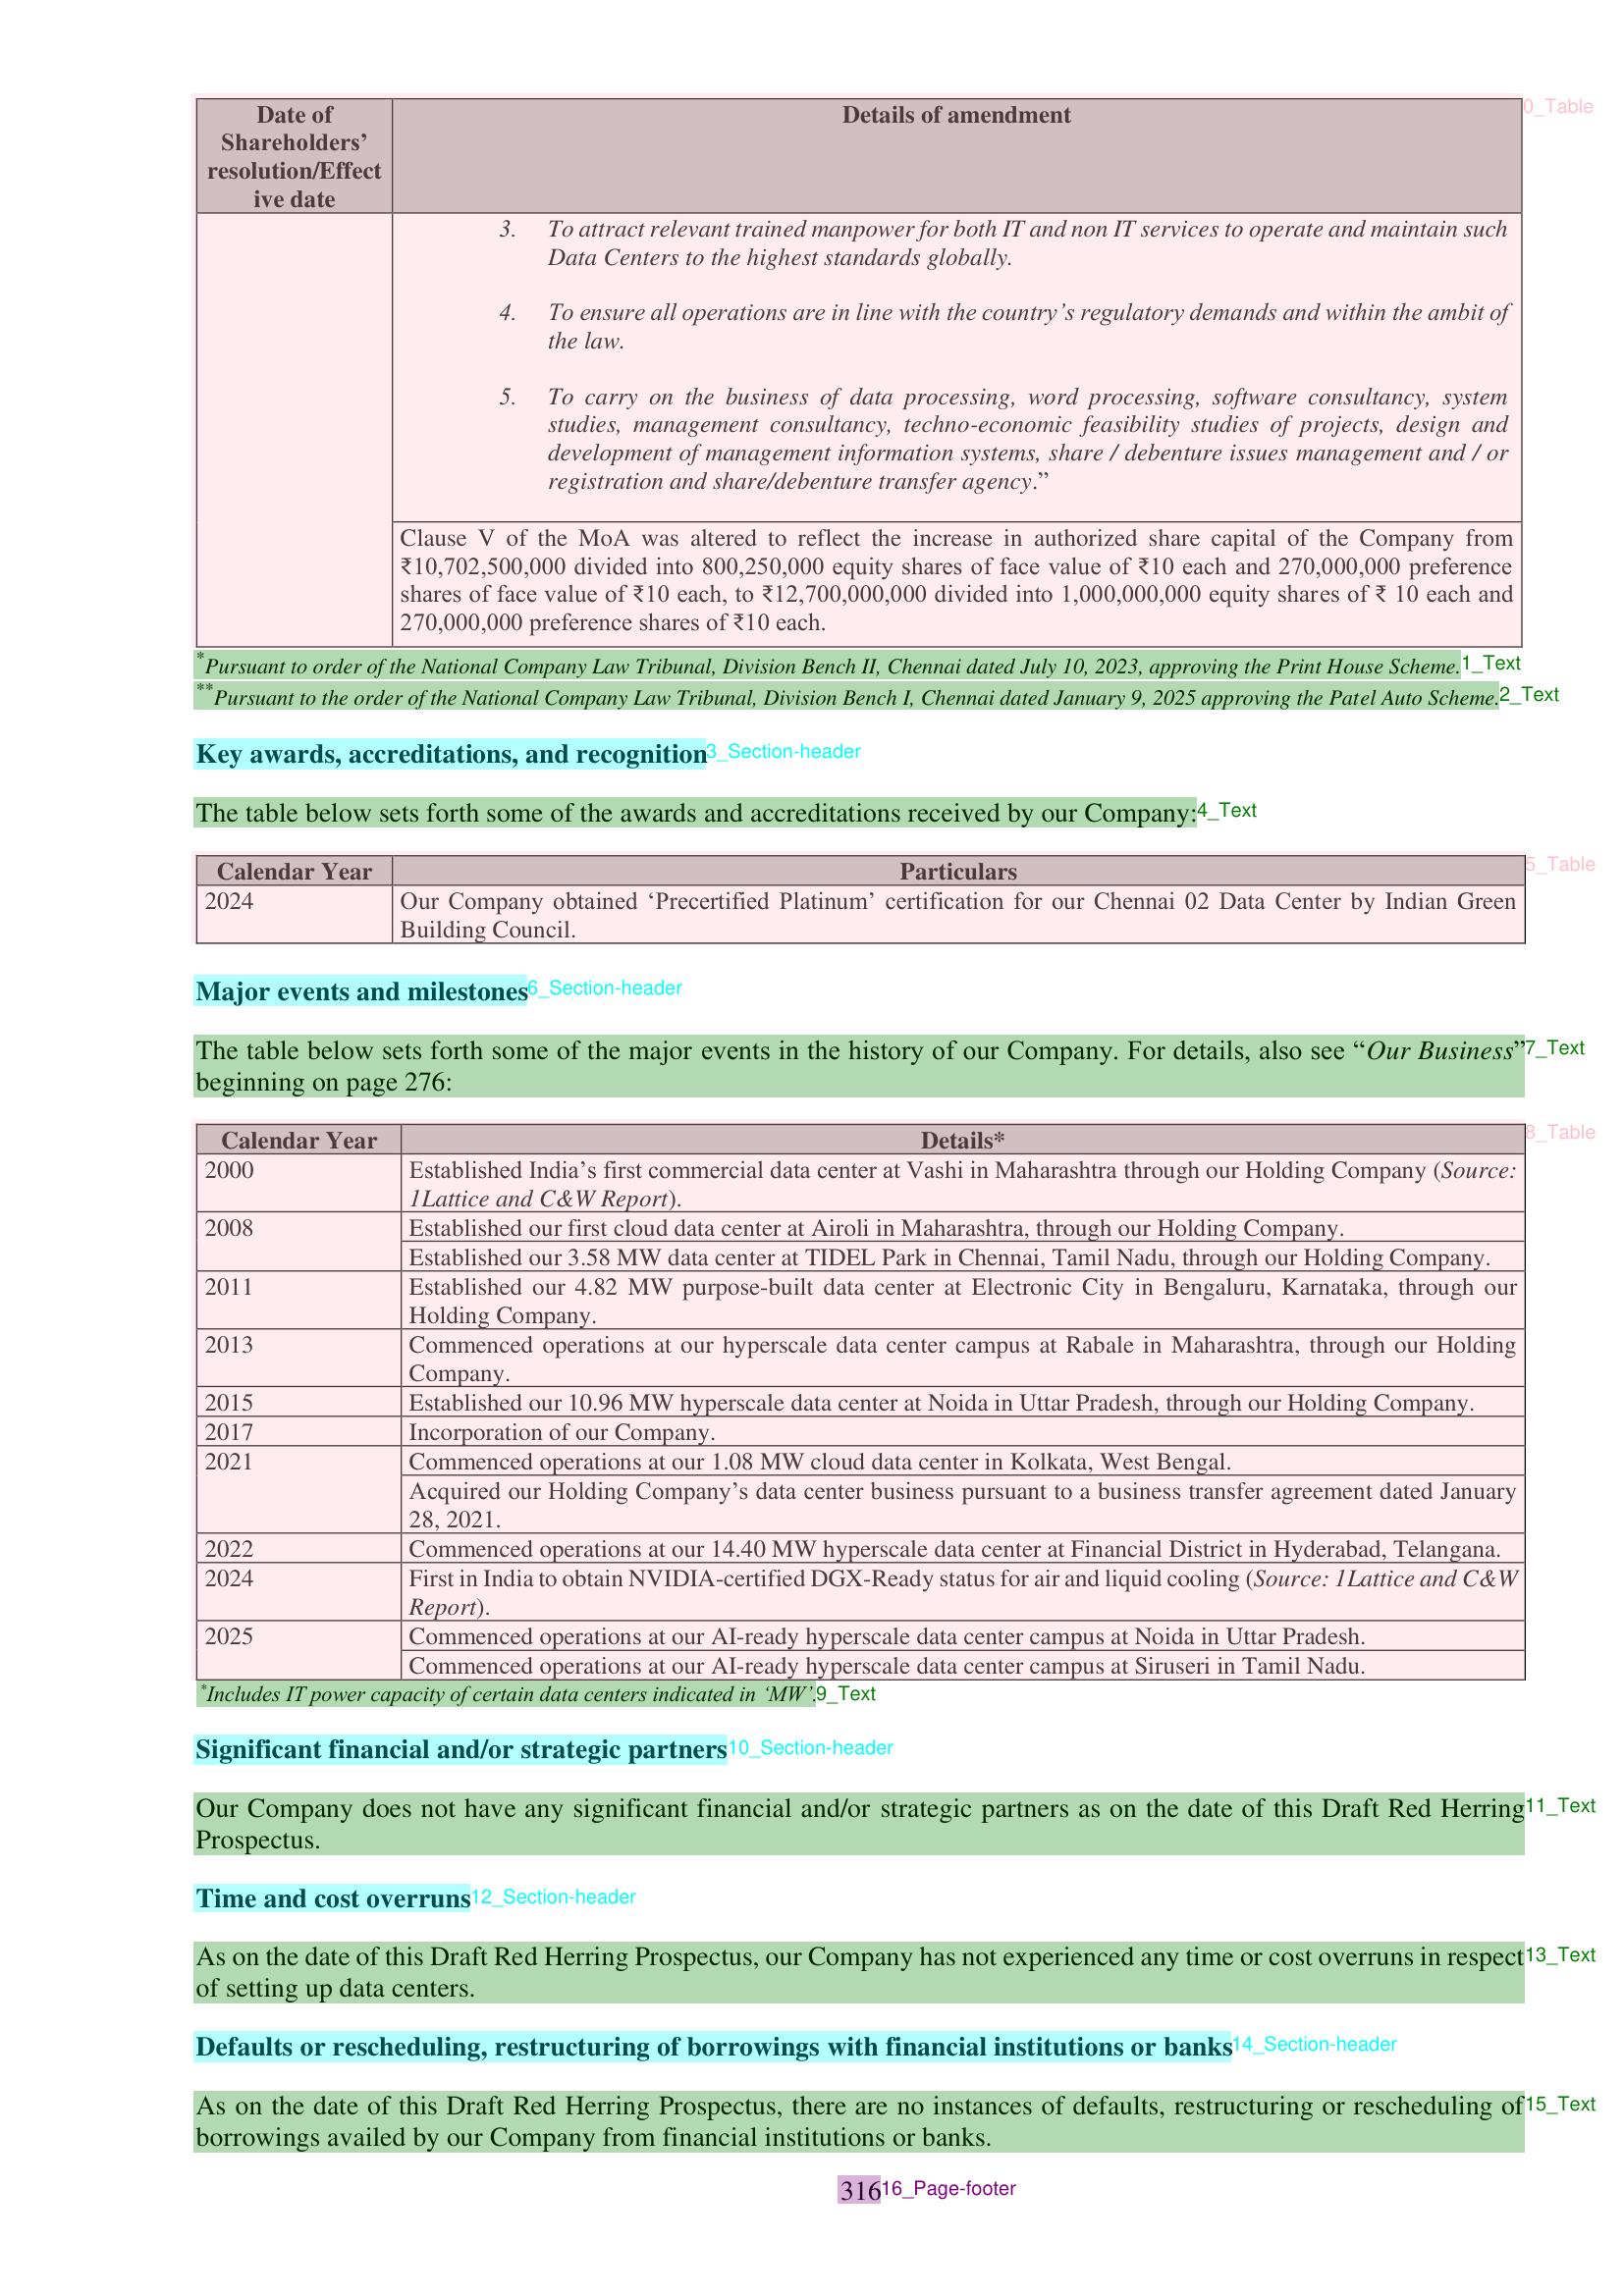 Date of
Shareholders’
resolution/Effect
ive date
Details of amendment
0_Table
3. To attract relevant trained manpower for both IT and non IT services to operate and maintain such
Data Centers to the highest standards globally.
4. To ensure all operations are in line with the country’s regulatory demands and within the ambit of
the law.
5. To carry on the business of data processing, word processing, software consultancy, system
studies, management consultancy, techno-economic feasibility studies of projects, design and
development of management information systems, share / debenture issues management and / or
registration and share/debenture transfer agency.”
Clause V of the MoA was altered to reflect the increase in authorized share capital of the Company from
₹10,702,500,000 divided into 800,250,000 equity shares of face value of ₹10 each and 270,000,000 preference
shares of face value of ₹10 each, to ₹12,700,000,000 divided into 1,000,000,000 equity shares of ₹ 10 each and
270,000,000 preference shares of ₹10 each.
*Pursuant to order of the National Company Law Tribunal, Division Bench II, Chennai dated July 10, 2023, approving the Print House Scheme.1_Text
**Pursuant to the order of the National Company Law Tribunal, Division Bench I, Chennai dated January 9, 2025 approving the Patel Auto Scheme.2_Text
Key awards, accreditations, and recognition3_Section-header
The table below sets forth some of the awards and accreditations received by our Company:4_Text
Calendar Year Particulars 5_Table
2024 Our Company obtained ‘Precertified Platinum’ certification for our Chennai 02 Data Center by Indian Green
Building Council.
Major events and milestones6_Section-header
The table below sets forth some of the major events in the history of our Company. For details, also see “Our Business”7_Text
beginning on page 276:
Calendar Year Details* 8_Table
2000 Established India’s first commercial data center at Vashi in Maharashtra through our Holding Company (Source:
1Lattice and C&W Report).
2008 Established our first cloud data center at Airoli in Maharashtra, through our Holding Company.
Established our 3.58 MW data center at TIDEL Park in Chennai, Tamil Nadu, through our Holding Company.
2011 Established our 4.82 MW purpose-built data center at Electronic City in Bengaluru, Karnataka, through our
Holding Company.
2013 Commenced operations at our hyperscale data center campus at Rabale in Maharashtra, through our Holding
Company.
2015 Established our 10.96 MW hyperscale data center at Noida in Uttar Pradesh, through our Holding Company.
2017 Incorporation of our Company.
2021 Commenced operations at our 1.08 MW cloud data center in Kolkata, West Bengal.
Acquired our Holding Company’s data center business pursuant to a business transfer agreement dated January
28, 2021.
2022 Commenced operations at our 14.40 MW hyperscale data center at Financial District in Hyderabad, Telangana.
2024 First in India to obtain NVIDIA-certified DGX-Ready status for air and liquid cooling (Source: 1Lattice and C&W
Report).
2025 Commenced operations at our AI-ready hyperscale data center campus at Noida in Uttar Pradesh.
Commenced operations at our AI-ready hyperscale data center campus at Siruseri in Tamil Nadu.
*Includes IT power capacity of certain data centers indicated in ‘MW’.9_Text
Significant financial and/or strategic partners10_Section-header
Our Company does not have any significant financial and/or strategic partners as on the date of this Draft Red Herring11_Text
Prospectus.
Time and cost overruns12_Section-header
As on the date of this Draft Red Herring Prospectus, our Company has not experienced any time or cost overruns in respect13_Text
of setting up data centers.
Defaults or rescheduling, restructuring of borrowings with financial institutions or banks14_Section-header
As on the date of this Draft Red Herring Prospectus, there are no instances of defaults, restructuring or rescheduling of15_Text
borrowings availed by our Company from financial institutions or banks.
31616_Page-footer